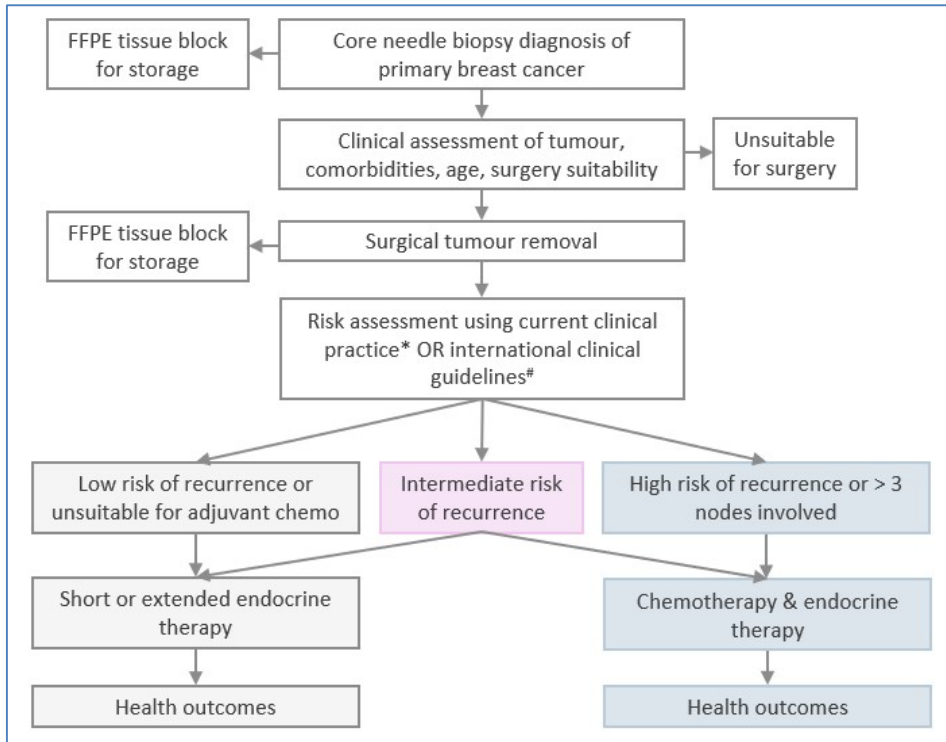 FFPE tissue block
for storage
Core needle biopsy diagnosis of
primary breast cancer
Clinical assessment of tumour,
comorbidities, age, surgery suitability
Unsuitable
for surgery
FFPE tissue block
for storage
Surgical tumour removal
Risk assessment using current clinical
practice* OR international clinical
guidelines#
Low risk of recurrence or
unsuitable for adjuvant chemo
Intermediate risk
of recurrence
High risk of recurrence or > 3
nodes involved
Short or extended endocrine
therapy
Chemotherapy & endocrine
therapy
Health outcomes
Health outcomes